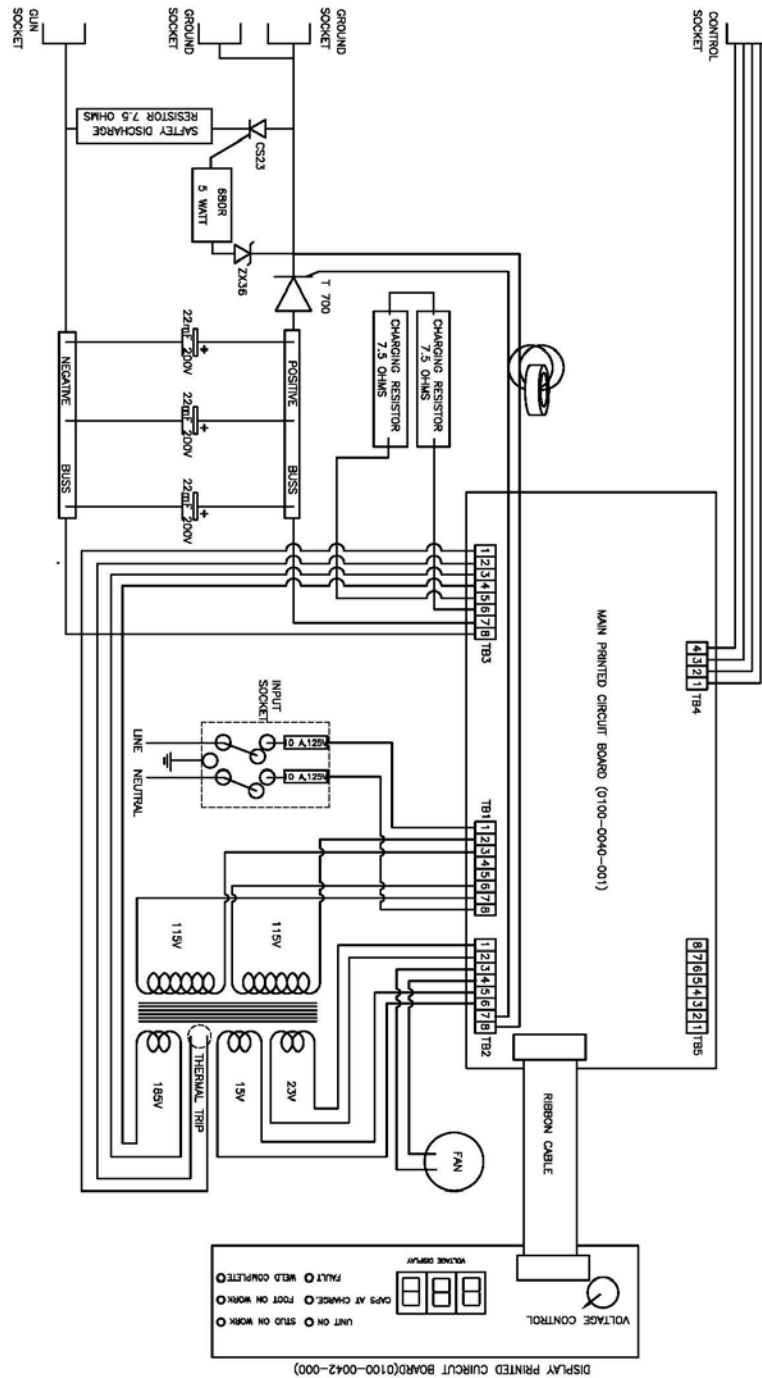 GUN
SOCKET
GROUND
SOCKET
GROUND
SOCKET
CONTROL
SOCKET
SAFTEY DISCHARGE
RESISTOR 7.5 OHMS
CS23
680R
5 WATT
ZX36
T 700
CHARGING RESISTOR
7.5 OHMS
CHARGING RESISTOR
7.5 OHMS
22mF 200V
+
22mF 200V
+
22mF 200V
+
NEGATIVE BUSS
POSITIVE BUSS
MAIN PRINTED CIRCUIT BOARD (0100-0040-001)
1 2 3 4 5 6 7 8 TB3
4 3 2 1 TB4
INPUT
SOCKET
LINE
NEUTRAL
0 A,125V
0 A,125V
TB1
1 2 3 4 5 6 7 8
1 2 3 4 5 6 7 8
TB2
8 7 6 5 4 3 2 1
TB5
115V
115V
185V
THERMAL TRIP
15V
23V
FAN
RIBBON CABLE
VOLTAGE CONTROL
VOLTAGE DISPLAY
8 8 8
FAULT
WELD COMPLETE
CAPS AT CHARGE.
FOOT ON WORK
UNIT ON
STUD ON WORK
DISPLAY PRINTED CUIRCUT BOARD(0100-0042-000)